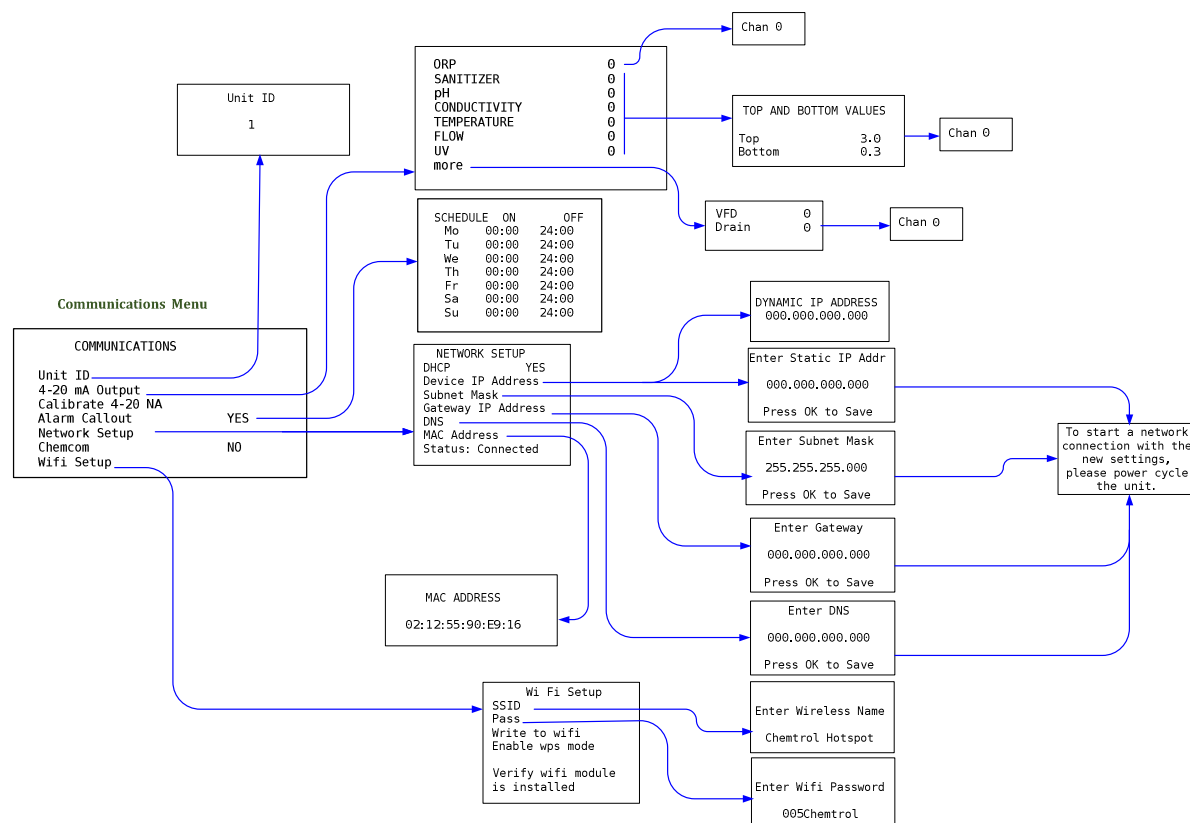 Communications Menu
COMMUNICATIONS
Unit ID
4-20 mA Output
Calibrate 4-20 NA
Alarm Callout YES
Network Setup
Chemcom NO
Wifi Setup
Unit ID
1
ORP 0
SANITIZER 0
pH 0
CONDUCTIVITY 0
TEMPERATURE 0
FLOW 0
UV 0
more
Chan 0
TOP AND BOTTOM VALUES
Top 3.0
Bottom 0.3
Chan 0
VFD 0
Drain 0
Chan 0
SCHEDULE ON OFF
Mo 00:00 24:00
Tu 00:00 24:00
We 00:00 24:00
Th 00:00 24:00
Fr 00:00 24:00
Sa 00:00 24:00
Su 00:00 24:00
NETWORK SETUP
DHCP YES
Device IP Address
Subnet Mask
Gateway IP Address
DNS
MAC Address
Status: Connected
DYNAMIC IP ADDRESS
000.000.000.000
Enter Static IP Addr
000.000.000.000
Press OK to Save
Enter Subnet Mask
255.255.255.000
Press OK to Save
Enter Gateway
000.000.000.000
Press OK to Save
Enter DNS
000.000.000.000
Press OK to Save
To start a network
connection with the
new settings,
please power cycle
the unit.
MAC ADDRESS
02:12:55:90:E9:16
Wi Fi Setup
SSID
Pass
Write to wifi
Enable wps mode
Verify wifi module
is installed
Enter Wireless Name
Chemtrol Hotspot
Enter Wifi Password
005Chemtrol